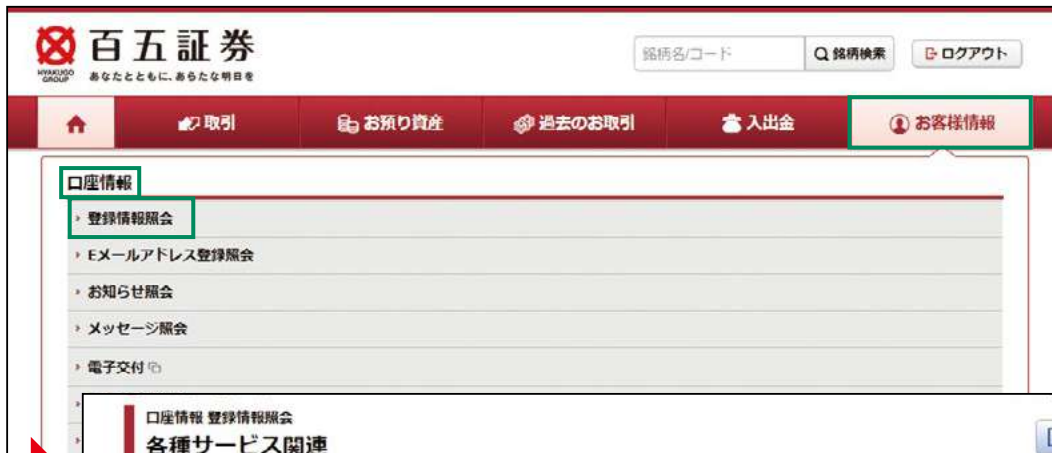 百五証券
HYAKUGO GROUP
あなたとともに、あらたな明日を
銘柄名/コード
銘柄検索
ログアウト
取引
お預り資産
過去のお取引
入出金
お客様情報
口座情報
登録情報照会
Eメールアドレス登録照会
お知らせ照会
メッセージ照会
電子交付
口座情報 登録情報照会
各種サービス関連